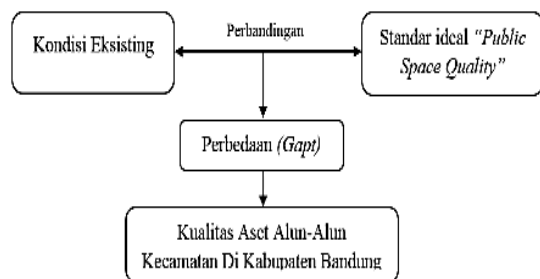 Kondisi Eksisting
Perbandingan
Standar ideal "Public
Space Quality"
Perbedaan (Gapt)
Kualitas Aset Alun-Alun
Kecamatan Di Kabupaten Bandung